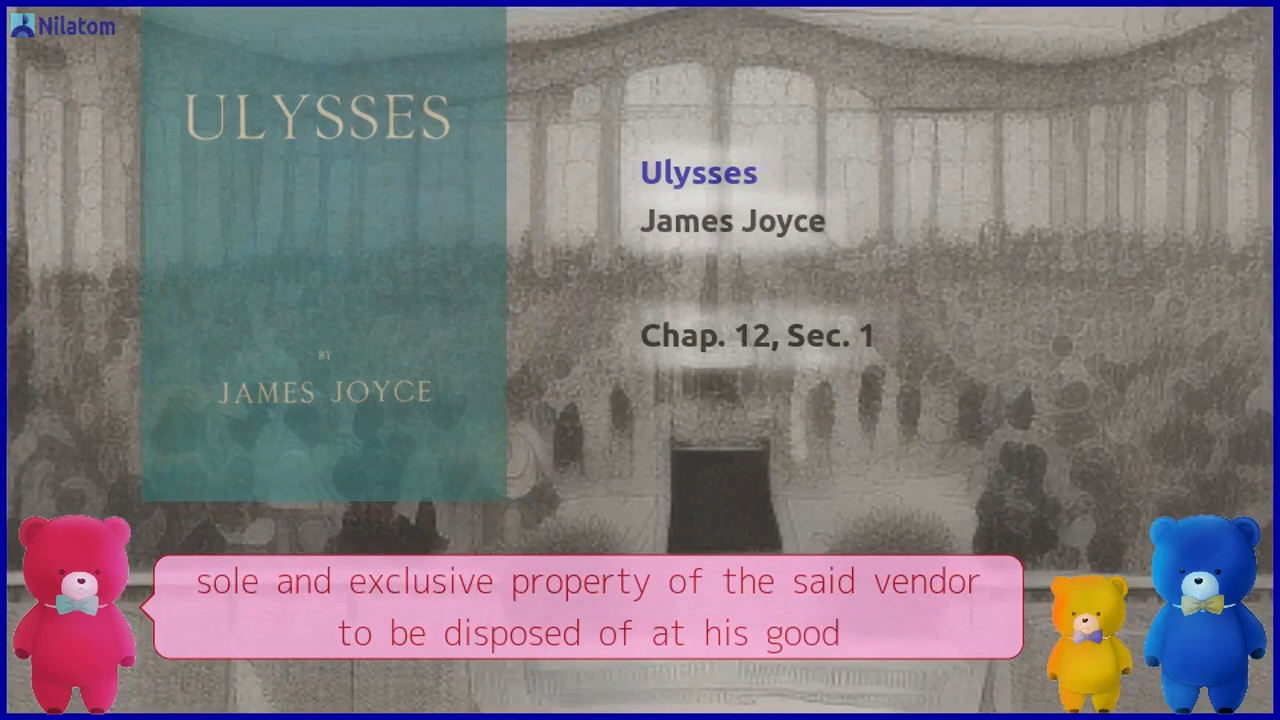 Nilatom
ULYSSES
BY
JAMES JOYCE
Ulysses
James Joyce
Chap. 12, Sec. 1
sole and exclusive property of the said vendor
to be disposed of at his good